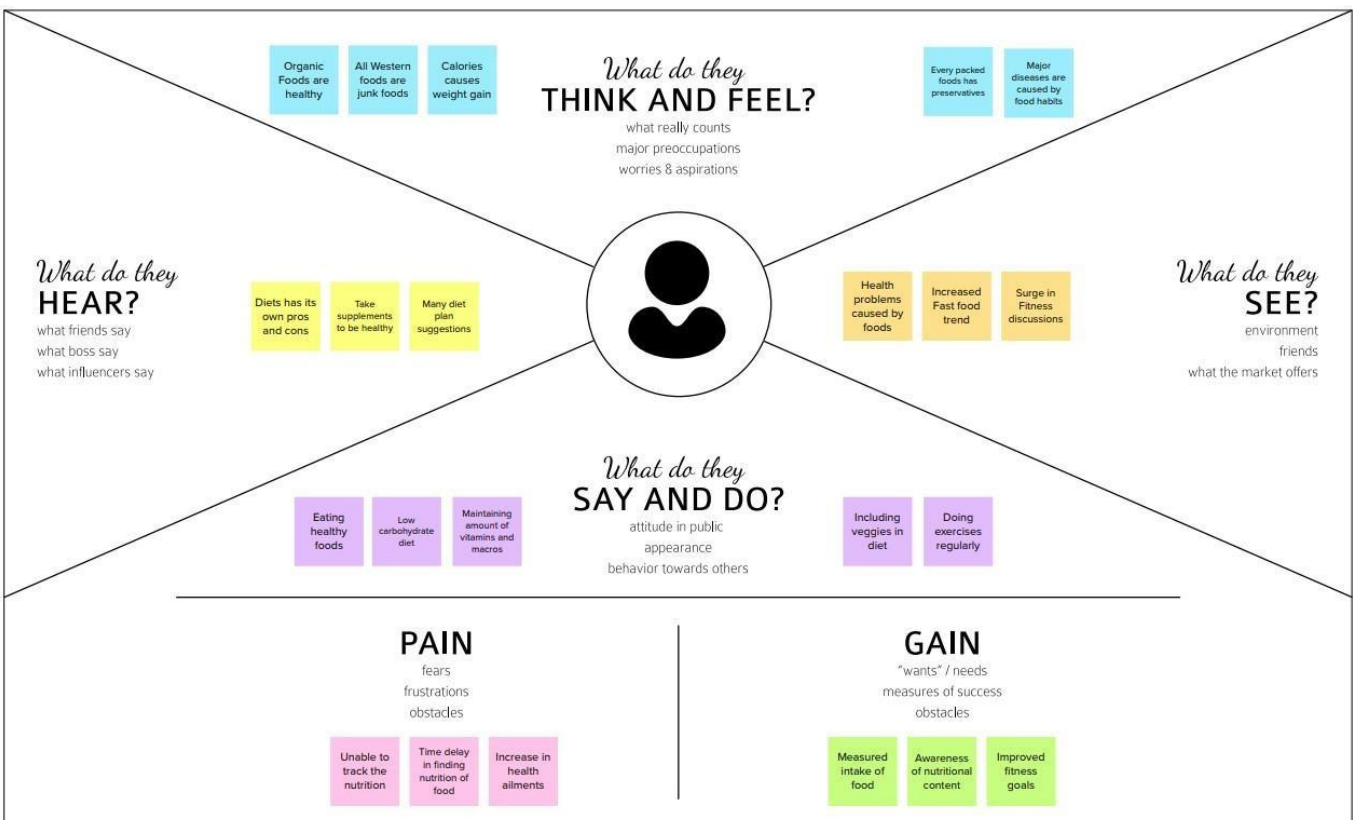 Organic
Foods are
healthy
All Western
foods are
junk foods
Calories
causes
weight gain
What do they
THINK AND FEEL?
what really counts
major preoccupations
worries & aspirations
Every packed
foods has
preservatives
Major
diseases are
caused by
food habits
What do they
HEAR?
what friends say
what boss say
what influencers say
Diets has its
own pros
and cons
Take
supplements
to be healthy
Many diet
plan
suggestions
Health
problems
caused by
foods
Increased
Fast food
trend
Surge in
Fitness
discussions
What do they
SEE?
environment
friends
what the market offers
Eating
healthy
foods
Low
carbohydrate
diet
Maintaining
amount of
vitamins and
macros
What do they
SAY AND DO?
attitude in public
appearance
behavior towards others
Including
veggies in
diet
Doing
exercises
regularly
PAIN
fears
frustrations
obstacles
Unable to
track the
nutrition
Time delay
in finding
nutrition of
food
Increase in
health
ailments
GAIN
"wants" / needs
measures of success
obstacles
Measured
intake of
food
Awareness
of nutritional
content
Improved
fitness
goals